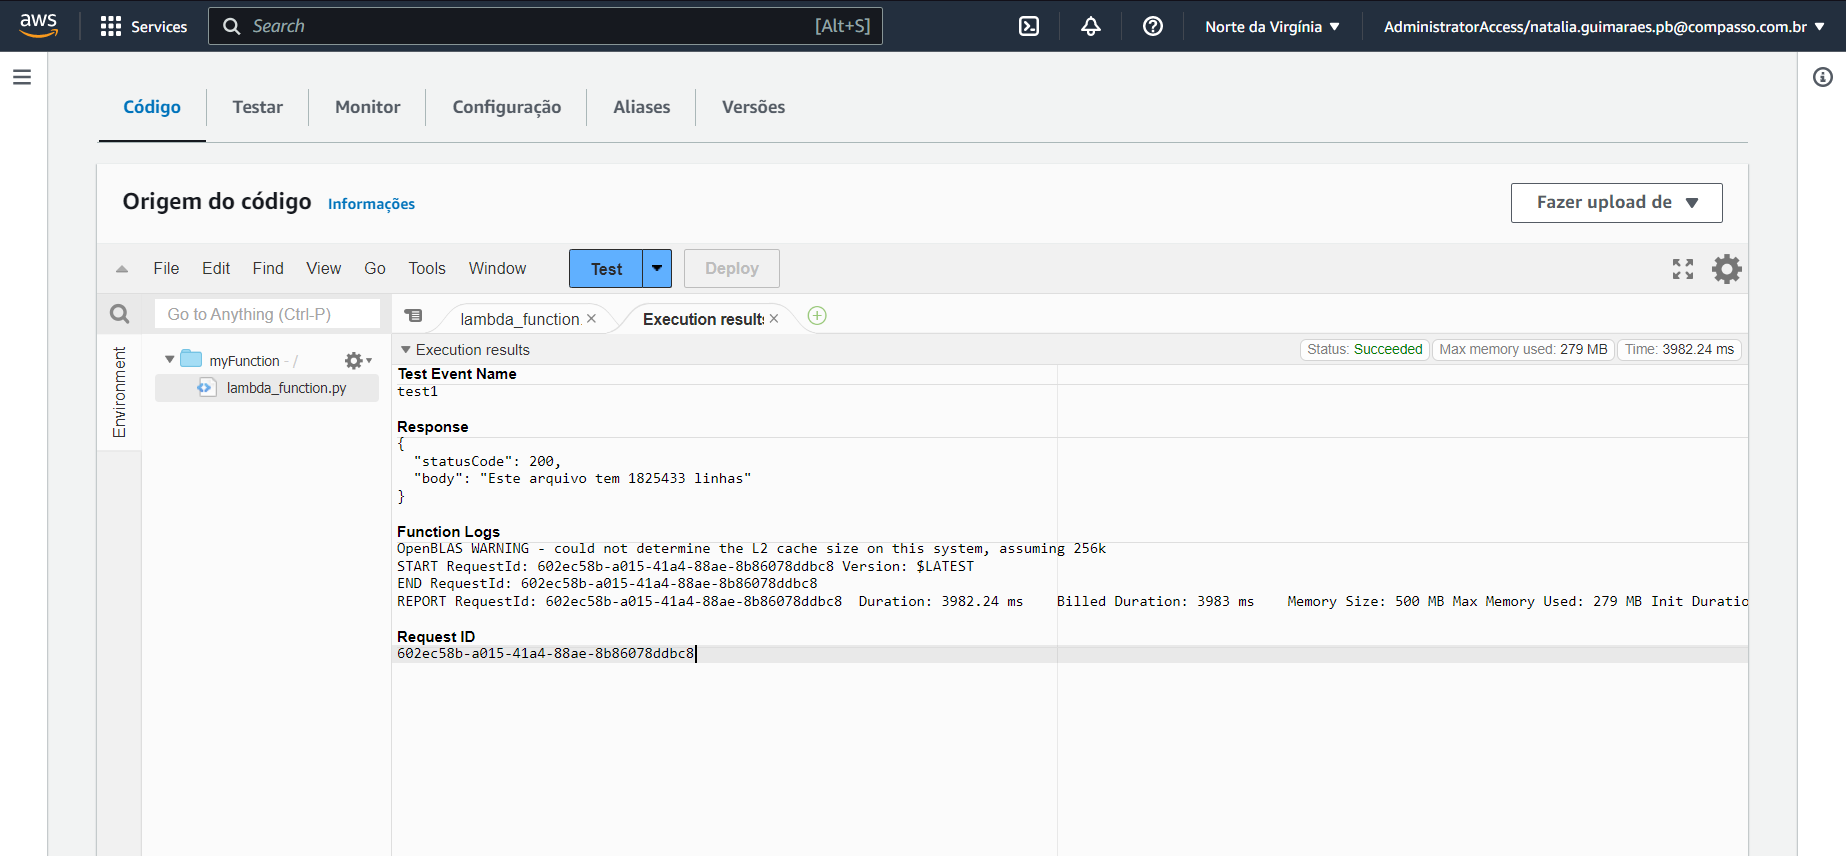 aws Services Search [Alt+S] Norte da Virgínia AdministratorAccess/natalia.guimaraes.pb@compasso.com.br
Código Testar Monitor Configuração Aliases Versões
Origem do código Informações Fazer upload de
File Edit Find View Go Tools Window Test Deploy
Go to Anything (Ctrl-P) lambda_function. Execution results
Execution results Status: Succeeded Max memory used: 279 MB Time: 3982.24 ms
Environment
myFunction - /
lambda_function.py
Test Event Name
test1
Response
{
"statusCode": 200,
"body": "Este arquivo tem 1825433 linhas"
}
Function Logs
OpenBLAS WARNING - could not determine the L2 cache size on this system, assuming 256k
START RequestId: 602ec58b-a015-41a4-88ae-8b86078ddbc8 Version: $LATEST
END RequestId: 602ec58b-a015-41a4-88ae-8b86078ddbc8
REPORT RequestId: 602ec58b-a015-41a4-88ae-8b86078ddbc8 Duration: 3982.24 ms Billed Duration: 3983 ms Memory Size: 500 MB Max Memory Used: 279 MB Init Duratio
Request ID
602ec58b-a015-41a4-88ae-8b86078ddbc8